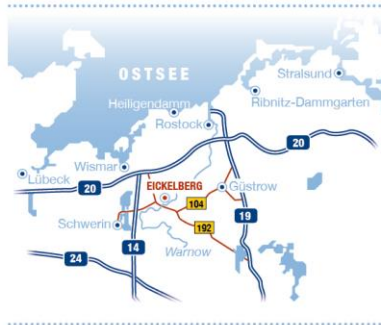 OSTSEE
Stralsund
Heiligendamm
Ribnitz-Dammgarten
Rostock
20
Wismar
Lübeck
EICKELBERG
Güstrow
20
104
19
Schwerin
192
14
Warnow
24